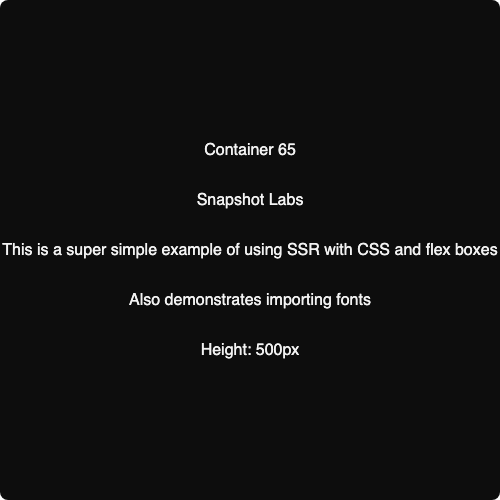 Container 65
Snapshot Labs
This is a super simple example of using SSR with CSS and flex boxes
Also demonstrates importing fonts
Height: 500px